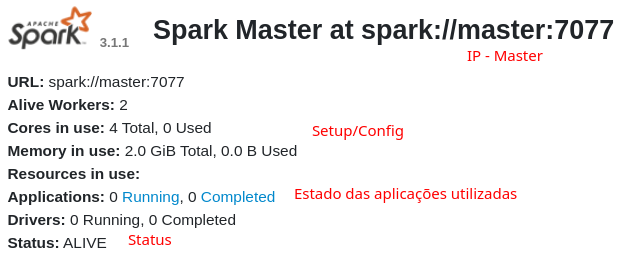 APACHE
Spark 3.1.1 Spark Master at spark://master:7077
IP - Master
URL: spark://master:7077
Alive Workers: 2
Cores in use: 4 Total, 0 Used
Setup/Config
Memory in use: 2.0 GiB Total, 0.0 B Used
Resources in use:
Applications: 0 Running, 0 Completed Estado das aplicações utilizadas
Drivers: 0 Running, 0 Completed
Status: ALIVE Status